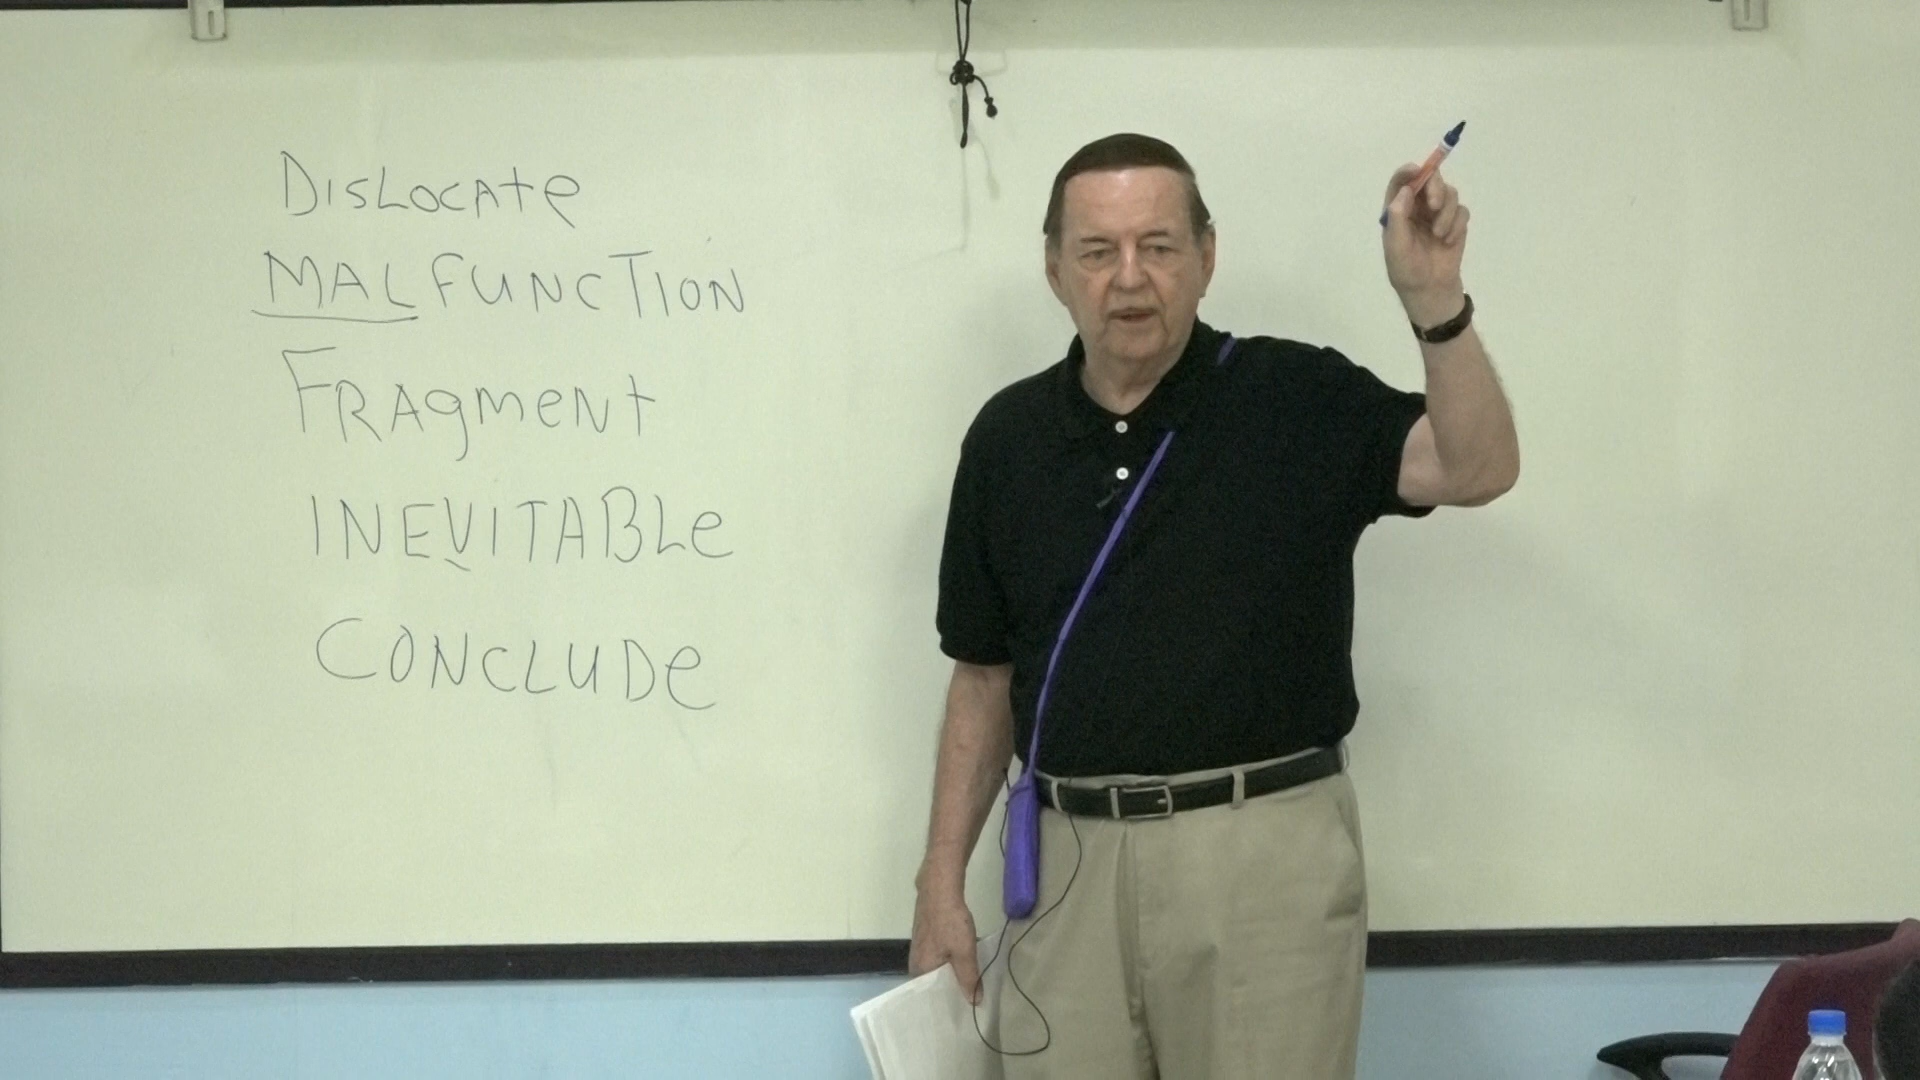 DISLOCATe
MALFUNCTION
FRAgmeNt
INEVITABLe
CONCLUDe